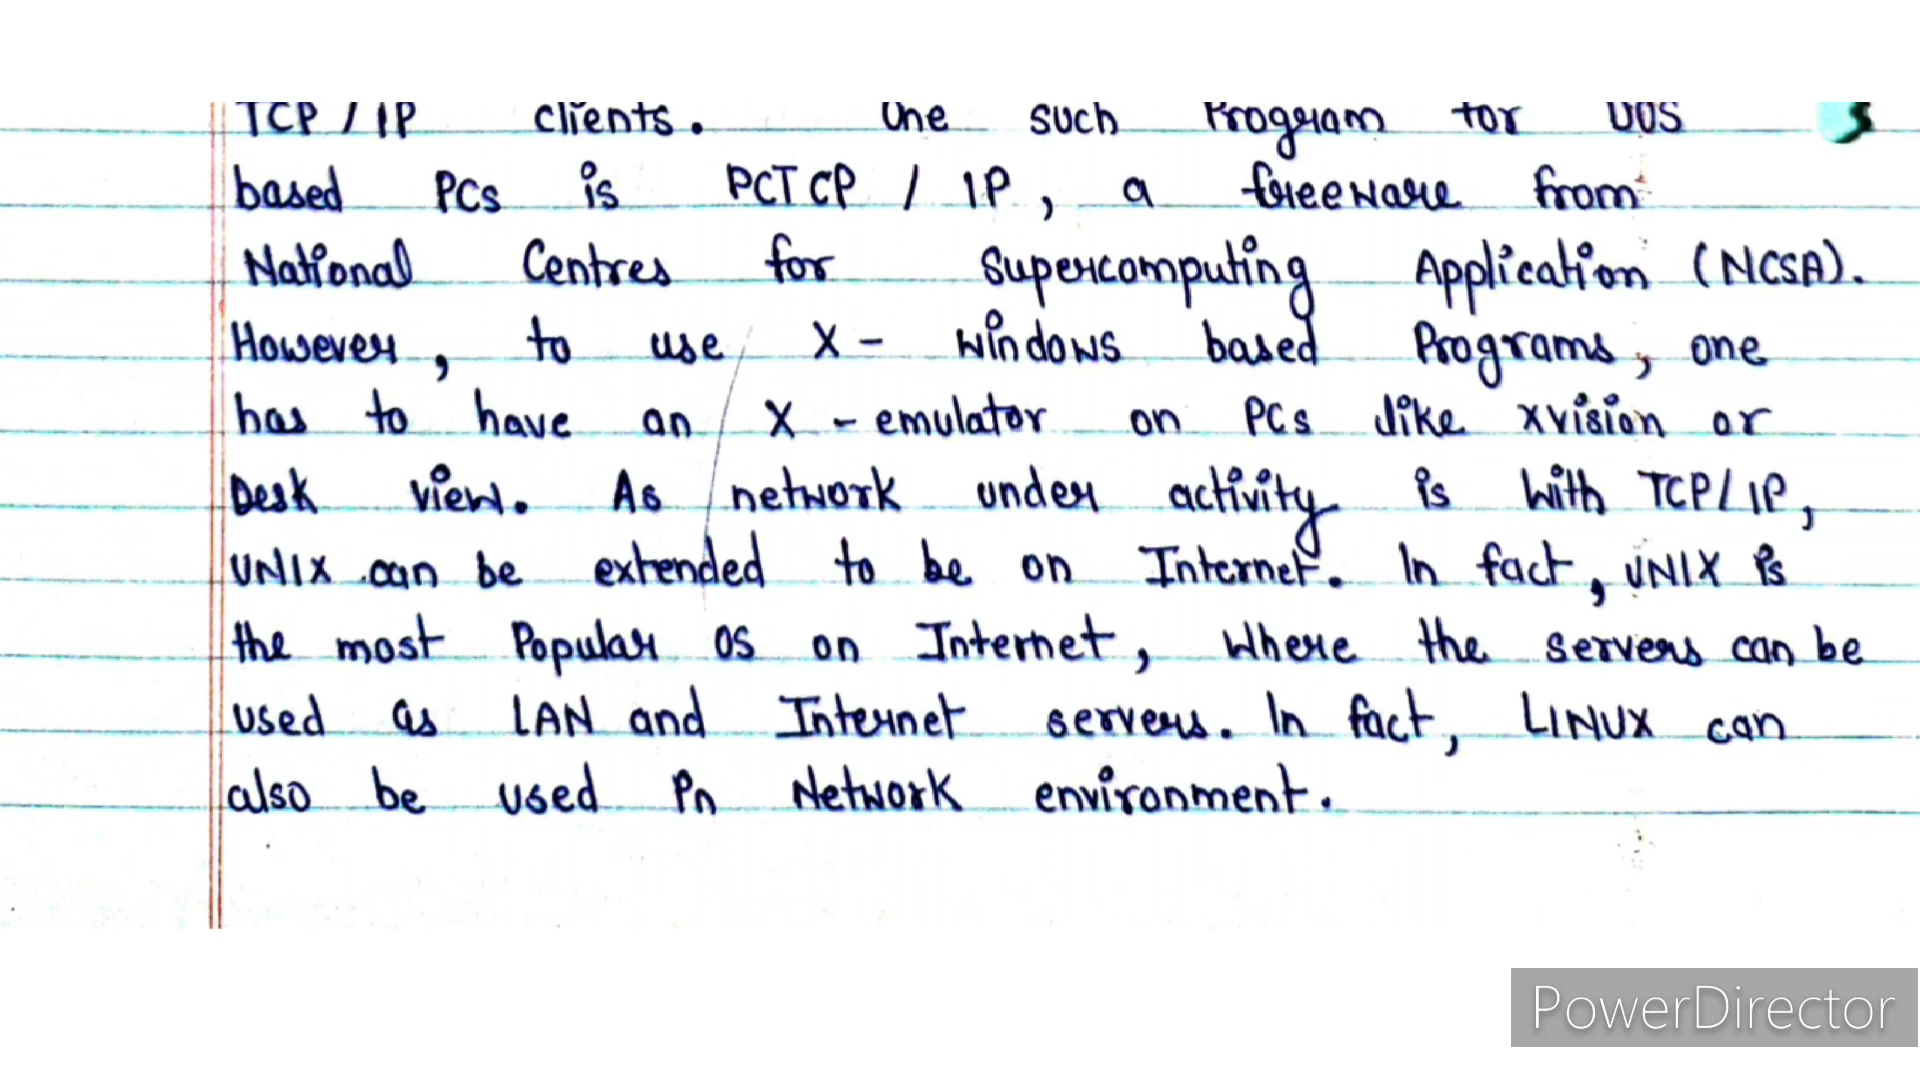 TCP / IP clients. One such Program for DOS
based PCs is PCTCP / IP, a freeware from
National Centres for Supercomputing Application (NCSA).
However, to use X - Windows based Programs, one
has to have an X - emulator on PCs like xvision or
Desk view. As network under activity is with TCP/IP,
UNIX can be extended to be on Internet. In fact, UNIX is
the most Popular OS on Internet, Where the servers can be
used as LAN and Internet servers. In fact, LINUX can
also be used in Network environment.
PowerDirector